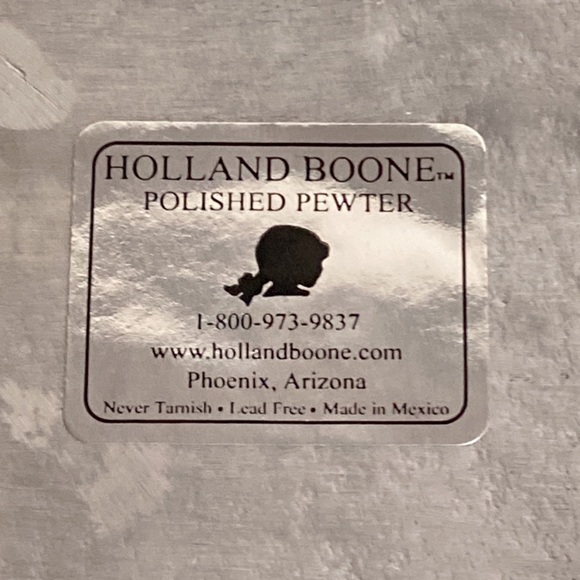 HOLLAND BOONE™
POLISHED PEWTER
1-800-973-9837
www.hollandboone.com
Phoenix, Arizona
Never Tarnish • Lead Free • Made in Mexico